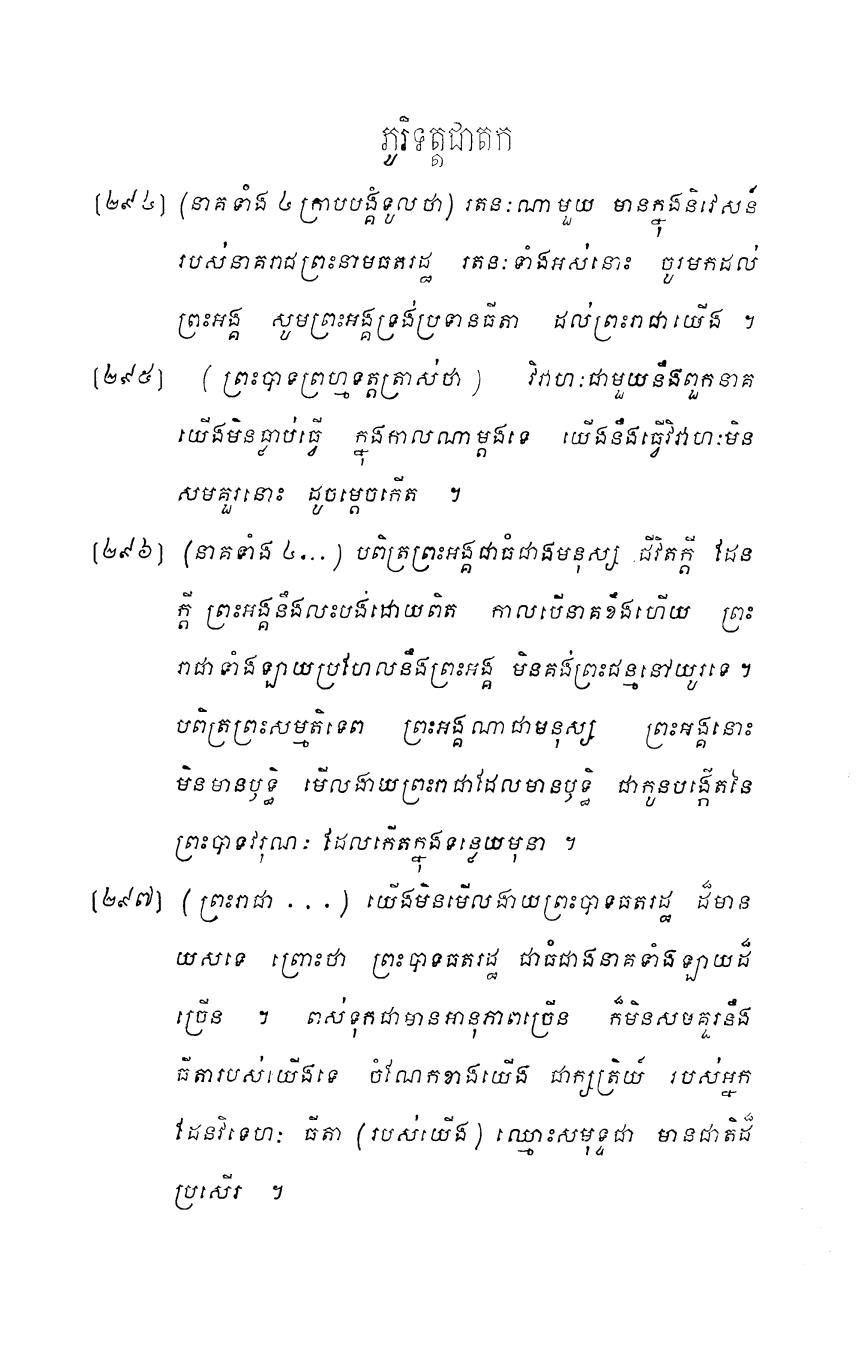 ភូរិទត្តជាតក
[២៩៤] (នាគទាំង ៤ ក្រាបបង្គំទូលថា) រតនៈណាមួយ មានក្នុងនិវេសន៍
របស់នាគរាជព្រះនាមធតរដ្ឋ រតនៈទាំងអស់នោះ ចូរមកដល់
ព្រះអង្គ សូមព្រះអង្គទ្រង់ប្រទានធីតា ដល់ព្រះរាជាយើង ។
[២៩៥] ( ព្រះបាទព្រហ្មទត្តត្រាស់ថា ) វិវាហៈជាមួយនឹងពួកនាគ
យើងមិនធ្លាប់ធ្វើ ក្នុងកាលណាម្តងទេ យើងនឹងធ្វើវិវាហៈមិន
សមគួរនោះ ដូចម្តេចកើត ។
[២៩៦] (នាគទាំង ៤...) បពិត្រព្រះអង្គជាធំជាងមនុស្ស ជីវិតក្តី ដែន
ក្តី ព្រះអង្គនឹងលះបង់ដោយពិត កាលបើនាគខឹងហើយ ព្រះ
រាជាទាំងឡាយប្រហែលនឹងព្រះអង្គ មិនគង់ព្រះជន្មនៅយូរទេ ។
បពិត្រព្រះសម្មតិទេព ព្រះអង្គណាជាមនុស្ស ព្រះអង្គនោះ
មិនមានឫទ្ធិ មើលងាយព្រះរាជាដែលមានឫទ្ធិ ជាកូនបង្កើតនៃ
ព្រះបាទវរុណៈ ដែលកើតក្នុងទន្លេយមុនា ។
[២៩៧] ( ព្រះរាជា . . . ) យើងមិនមើលងាយព្រះបាទធតរដ្ឋ ដ៏មាន
យសទេ ព្រោះថា ព្រះបាទធតរដ្ឋ ជាធំជាងនាគទាំងឡាយដ៏
ច្រើន ។ ពស់ទុកជាមានអានុភាពច្រើន ក៏មិនសមគួរនឹង
ធីតារបស់យើងទេ ចំណែកខាងយើង ជាក្សត្រិយ៍ របស់អ្នក
ដែនវិទេហៈ ធីតា (របស់យើង) ឈ្មោះសមុទ្ទជា មានជាតិដ៏
ប្រសើរ ។